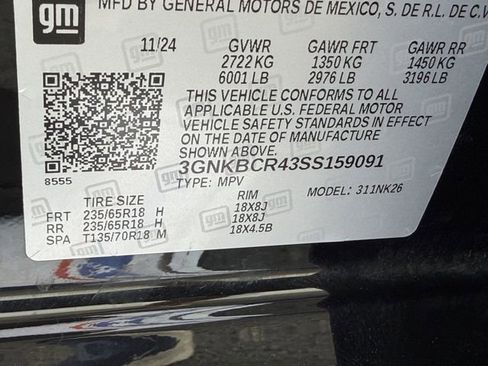 MFD BY GENERAL MOTORS DE MEXICO, S. DE R.L. DE C.V
gm
11/24 GVWR GAWR FRT GAWR RR
2722 KG 1350 KG 1450 KG
6001 LB 2976 LB 3196 LB
THIS VEHICLE CONFORMS TO ALL
APPLICABLE U.S. FEDERAL MOTOR
VEHICLE SAFETY STANDARDS IN EFFECT
ON THE DATE OF MANUFACTURE
SHOWN ABOVE.
3GNKBCR43SS159091
8555
TYPE: MPV MODEL: 311NK26
TIRE SIZE RIM
FRT 235/65R18 H 18X8J
RR 235/65R18 H 18X8J
SPA T135/70R18 M 18X4.5B